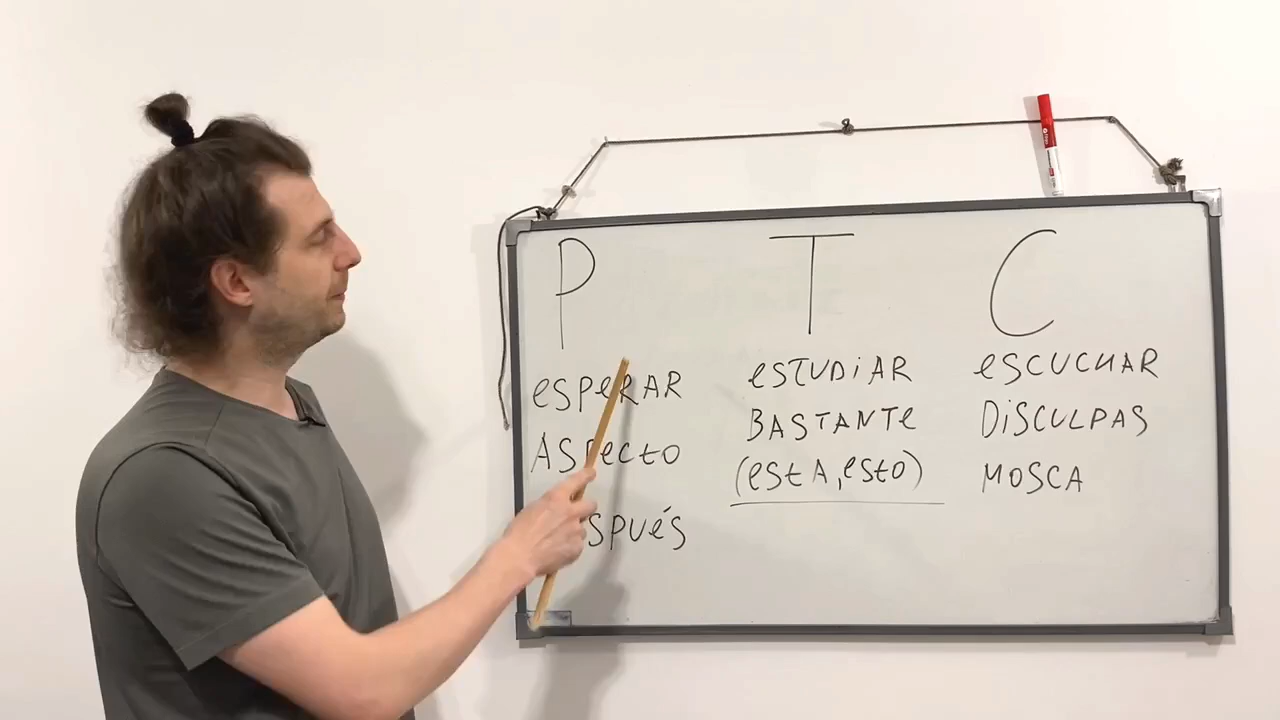 P
esperar
Aspecto
T
estudiar
Bastante
(esta, esto)
C
escuchar
Disculpas
Mosca